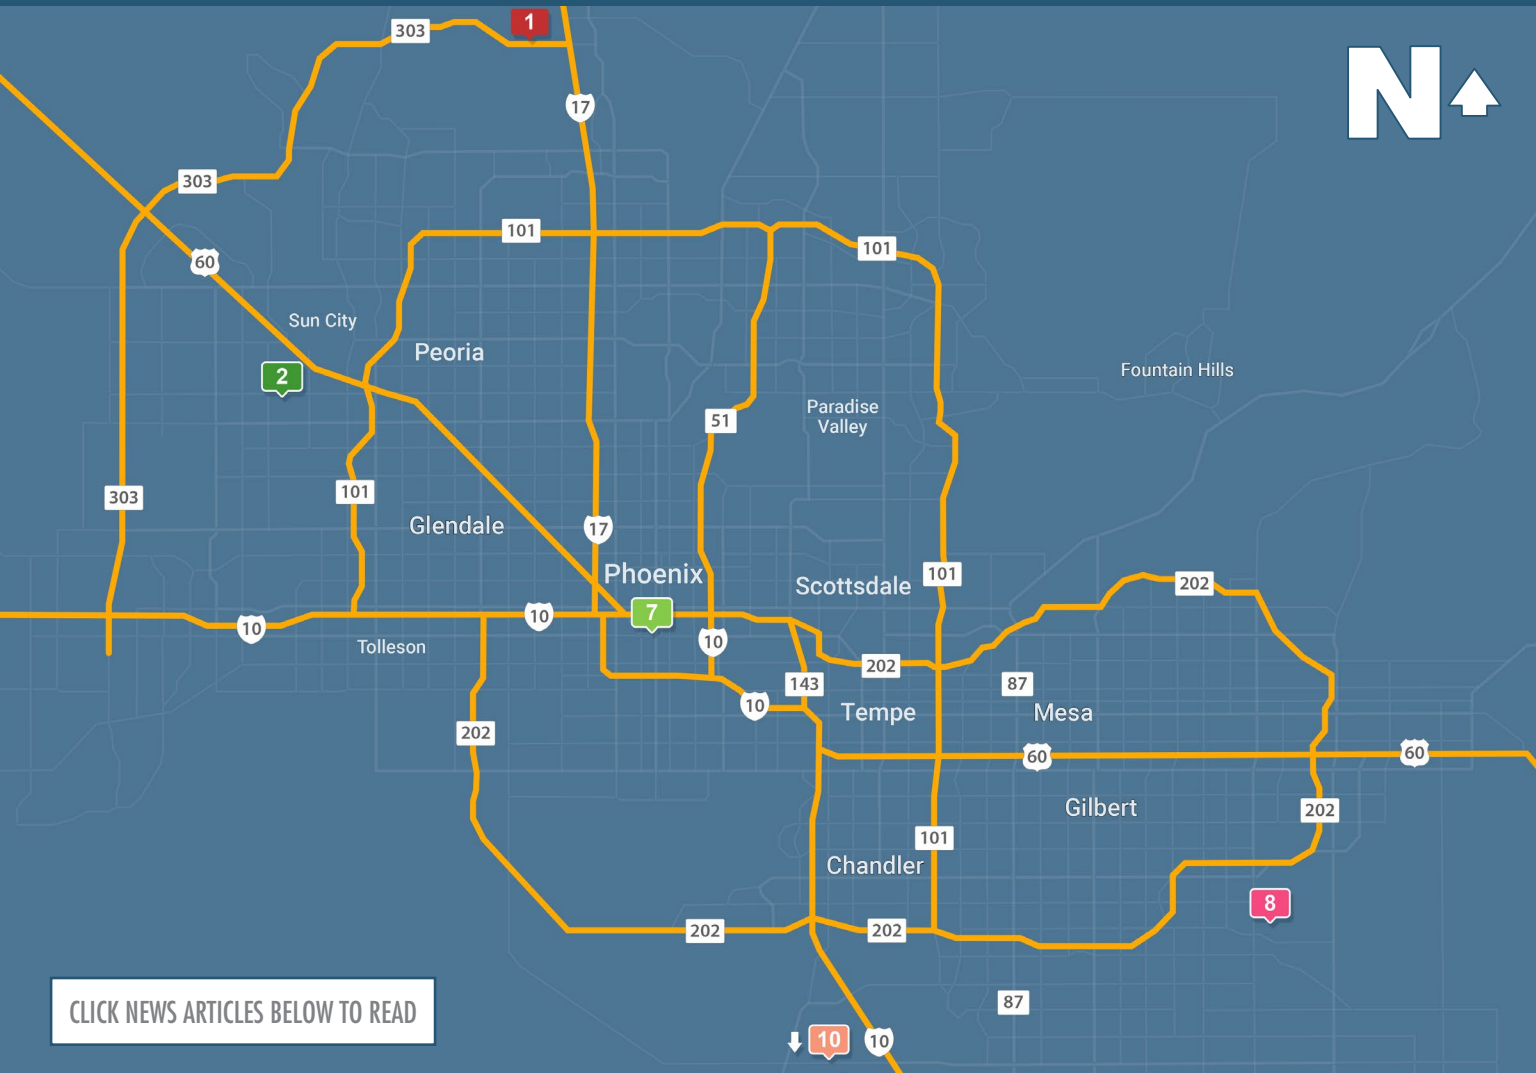 1
303
17
N
303
101
101
60
Sun City
Peoria
Fountain Hills
2
Paradise
Valley
51
303
101
Glendale
17
Phoenix
Scottsdale
101
202
7
10
10
10
Tolleson
202
143
87
10
Tempe
Mesa
202
60
60
Gilbert
202
101
Chandler
8
202
202
87
CLICK NEWS ARTICLES BELOW TO READ
10
10